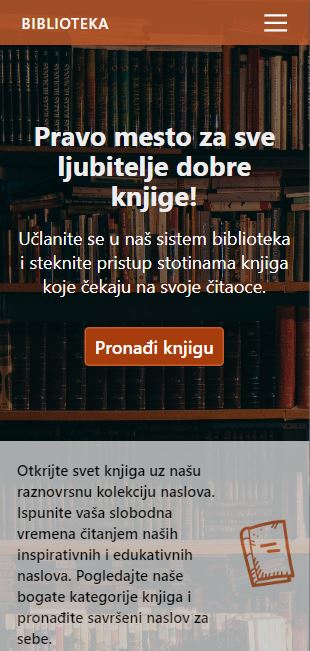 BIBLIOTEKA
Pravo mesto za sve
ljubitelje dobre
knjige!
Učlanite se u naš sistem biblioteka
i steknite pristup stotinama knjiga
koje čekaju na svoje čitaoce.
Pronađi knjigu
Otkrijte svet knjiga uz našu
raznovrsnu kolekciju naslova.
Ispunite vaša slobodna
vremena čitanjem naših
inspirativnih i edukativnih
naslova. Pogledajte naše
bogate kategorije knjiga i
pronađite savršeni naslov za
sebe.